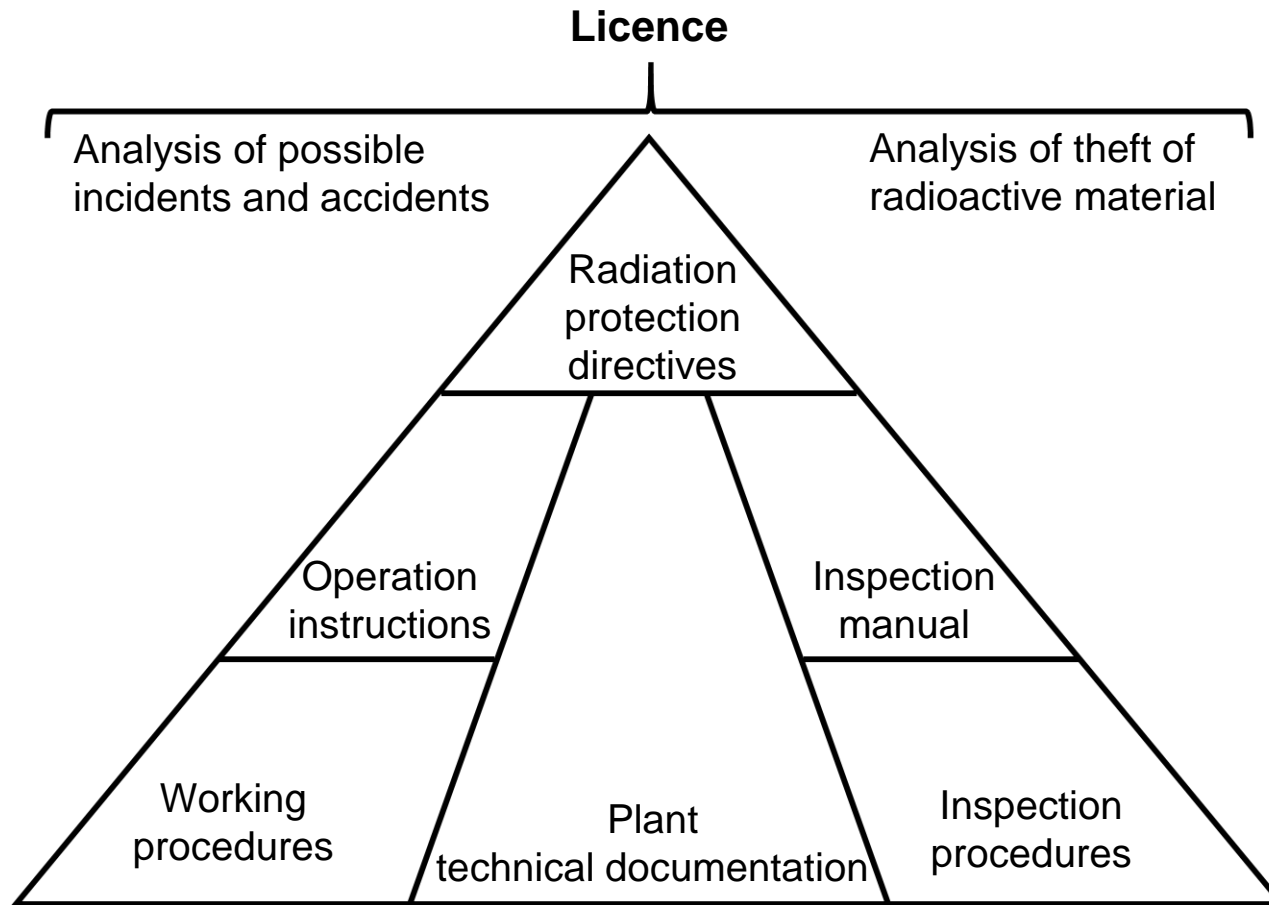 Licence
Analysis of possible
incidents and accidents
Analysis of theft of
radioactive material
Radiation
protection
directives
Operation
instructions
Inspection
manual
Working
procedures
Plant
technical documentation
Inspection
procedures